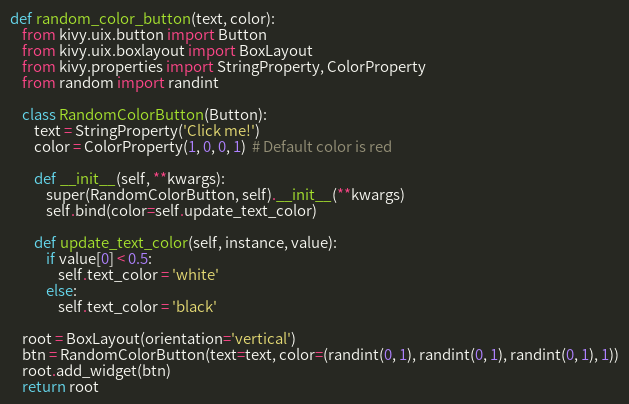 def random_color_button(text, color):
    from kivy.uix.button import Button
    from kivy.uix.boxlayout import BoxLayout
    from kivy.properties import StringProperty, ColorProperty
    from random import randint

    class RandomColorButton(Button):
        text = StringProperty('Click me!')
        color = ColorProperty(1, 0, 0, 1)  # Default color is red

        def __init__(self, **kwargs):
            super(RandomColorButton, self).__init__(**kwargs)
            self.bind(color=self.update_text_color)

        def update_text_color(self, instance, value):
            if value[0] < 0.5:
                self.text_color = 'white'
            else:
                self.text_color = 'black'

    root = BoxLayout(orientation='vertical')
    btn = RandomColorButton(text=text, color=(randint(0, 1), randint(0, 1), randint(0, 1), 1))
    root.add_widget(btn)
    return root